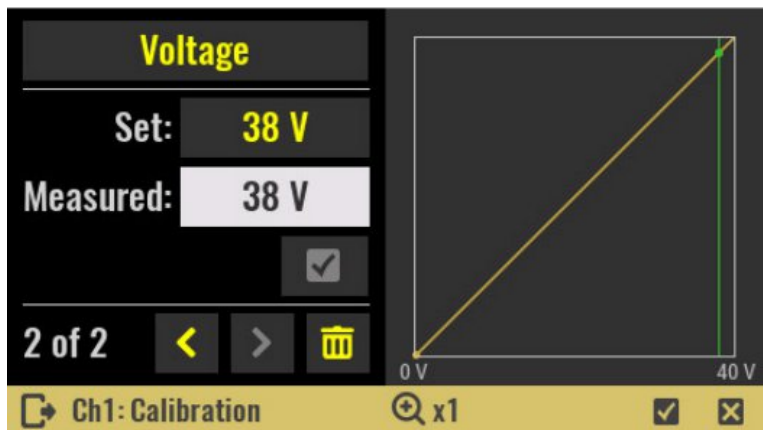 Voltage
Set: 38 V
Measured: 38 V
2 of 2
0 V 40 V
Ch1: Calibration x1